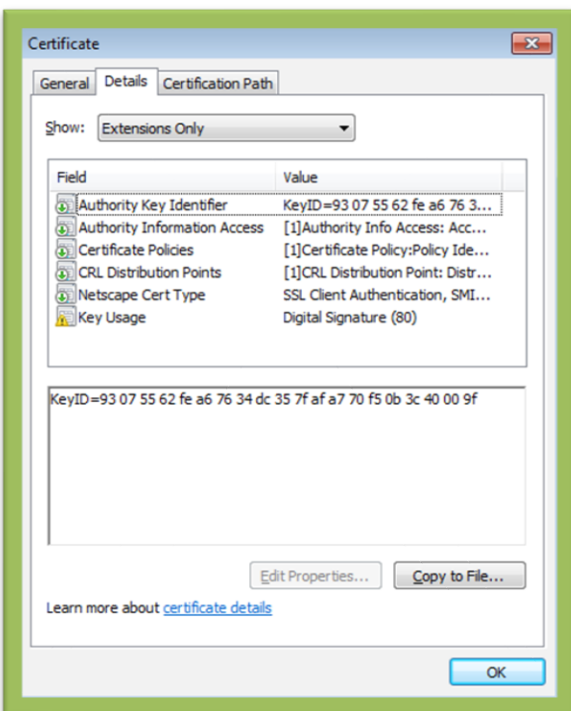 Certificate
General Details Certification Path
Show: Extensions Only
Field Value
Authority Key Identifier KeyID=93 07 55 62 fe a6 76 3...
Authority Information Access [1]Authority Info Access: Acc...
Certificate Policies [1]Certificate Policy:Policy Ide...
CRL Distribution Points [1]CRL Distribution Point: Distr...
Netscape Cert Type SSL Client Authentication, SMI...
Key Usage Digital Signature (80)
KeyID=93 07 55 62 fe a6 76 34 dc 35 7f af a7 70 f5 0b 3c 40 00 9f
Edit Properties... Copy to File...
Learn more about certificate details
OK